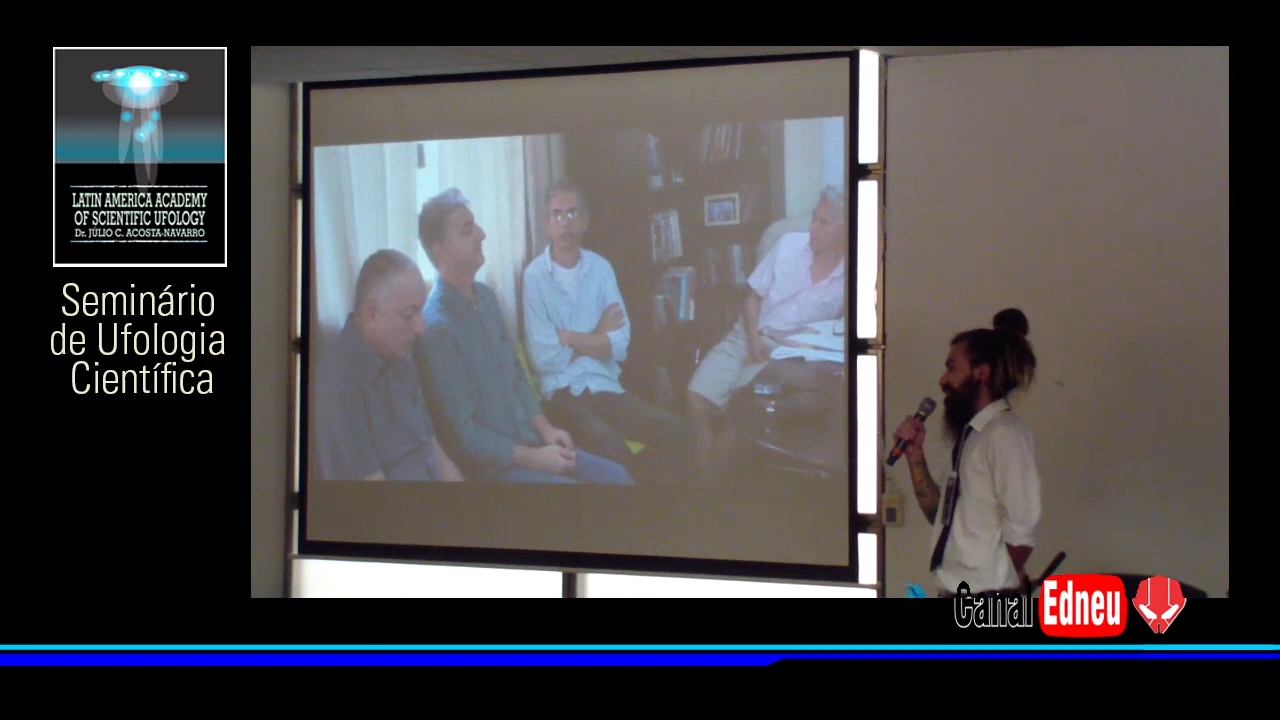 LATIN AMERICA ACADEMY
OF SCIENTIFIC UFOLOGY
Dr. JÚLIO C. ACOSTA-NAVARRO
Seminário
de Ufologia
Científica
Canal Edneu